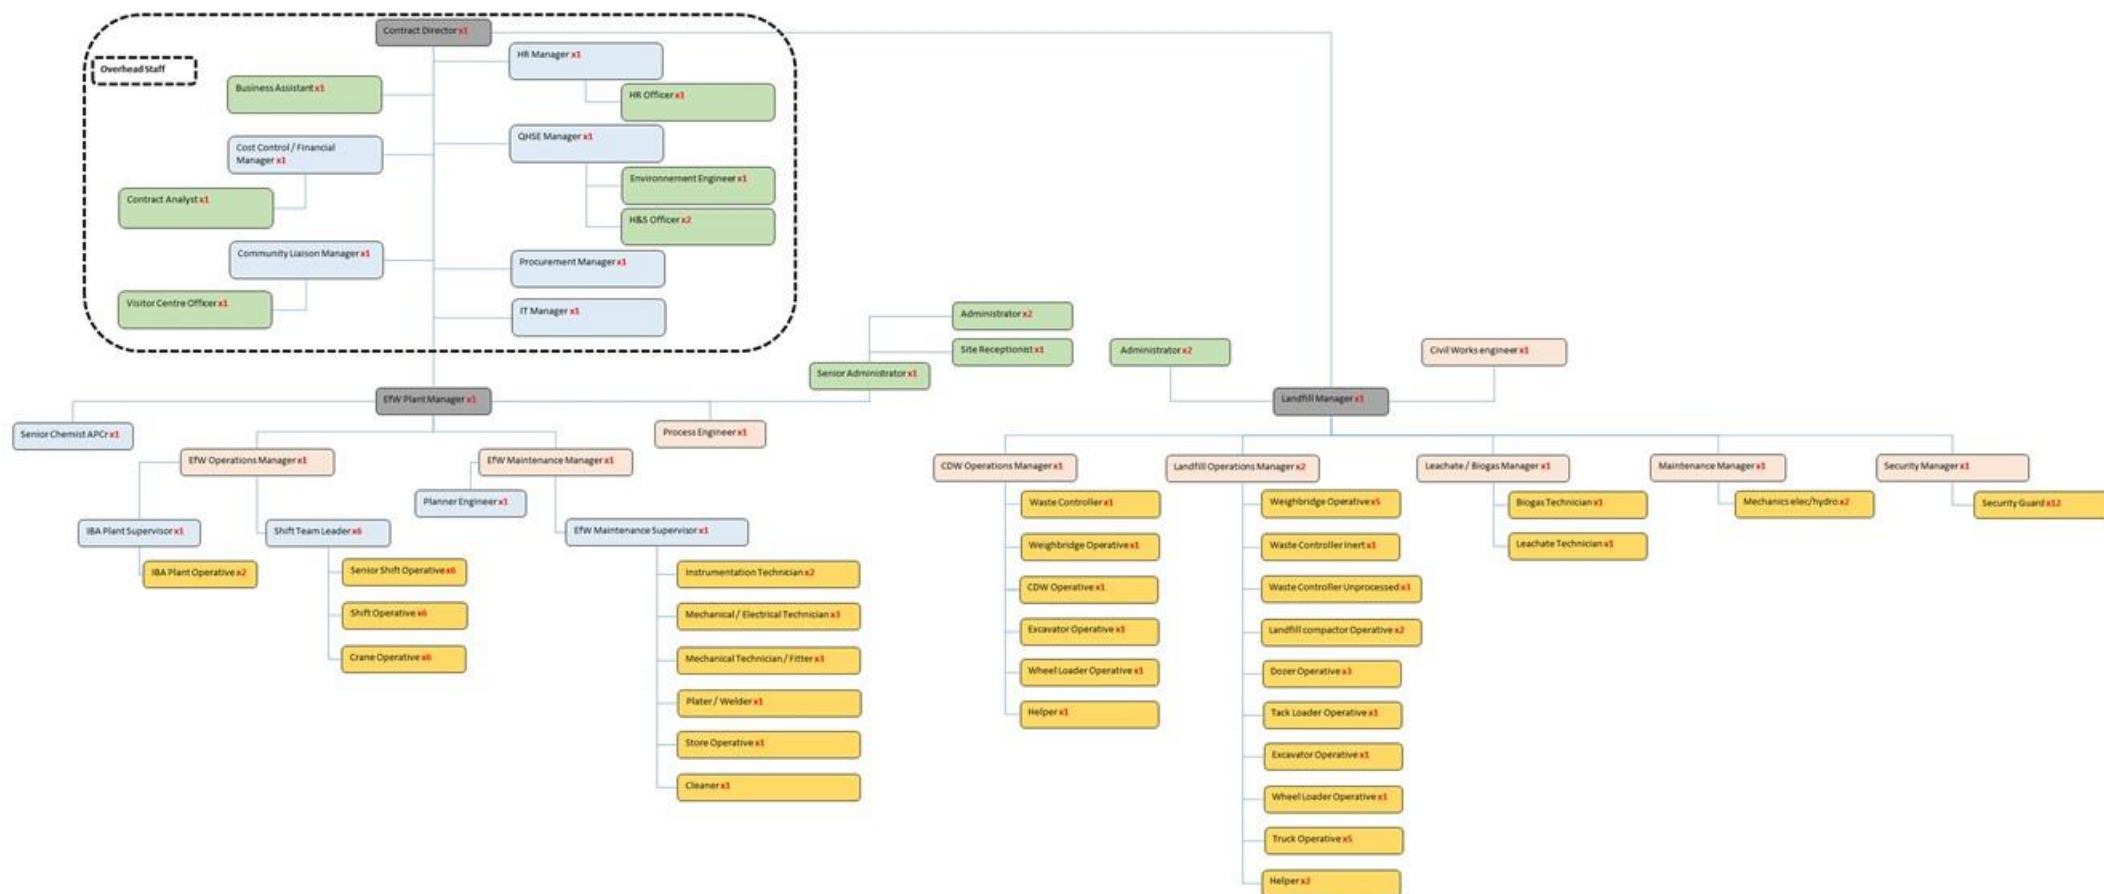 Contract Director x1
Overhead Staff
HR Manager x1
Business Assistant x1
HR Officer x1
Cost Control / Financial
Manager x1
QHSE Manager x1
Contract Analyst x1
Environnement Engineer x1
H&S Officer x2
Community Liaison Manager x1
Procurement Manager x1
Visitor Centre Officer x1
IT Manager x1
Administrator x2
Site Receptionist x1
Senior Administrator x1
Administrator x2
Civil Works engineer x1
EfW Plant Manager x1
Landfill Manager x1
Senior Chemist APCr x1
Process Engineer x1
EfW Operations Manager x1
EfW Maintenance Manager x1
Planner Engineer x1
IBA Plant Supervisor x1
Shift Team Leader x6
EfW Maintenance Supervisor x1
IBA Plant Operative x2
Senior Shift Operative x6
Shift Operative x6
Crane Operative x6
Instrumentation Technician x2
Mechanical / Electrical Technician x3
Mechanical Technician / Fitter x3
Plater / Welder x1
Store Operative x1
Cleaner x1
CDW Operations Manager x1
Landfill Operations Manager x2
Leachate / Biogas Manager x1
Maintenance Manager x1
Security Manager x1
Waste Controller x1
Weighbridge Operative x1
CDW Operative x1
Excavator Operative x1
Wheel Loader Operative x1
Helper x1
Weighbridge Operative x5
Waste Controller Inert x1
Waste Controller Unprocessed x3
Landfill compactor Operative x2
Dozer Operative x3
Tack Loader Operative x1
Excavator Operative x1
Wheel Loader Operative x1
Truck Operative x5
Helper x2
Biogas Technician x1
Leachate Technician x1
Mechanics elec/hydro x2
Security Guard x12